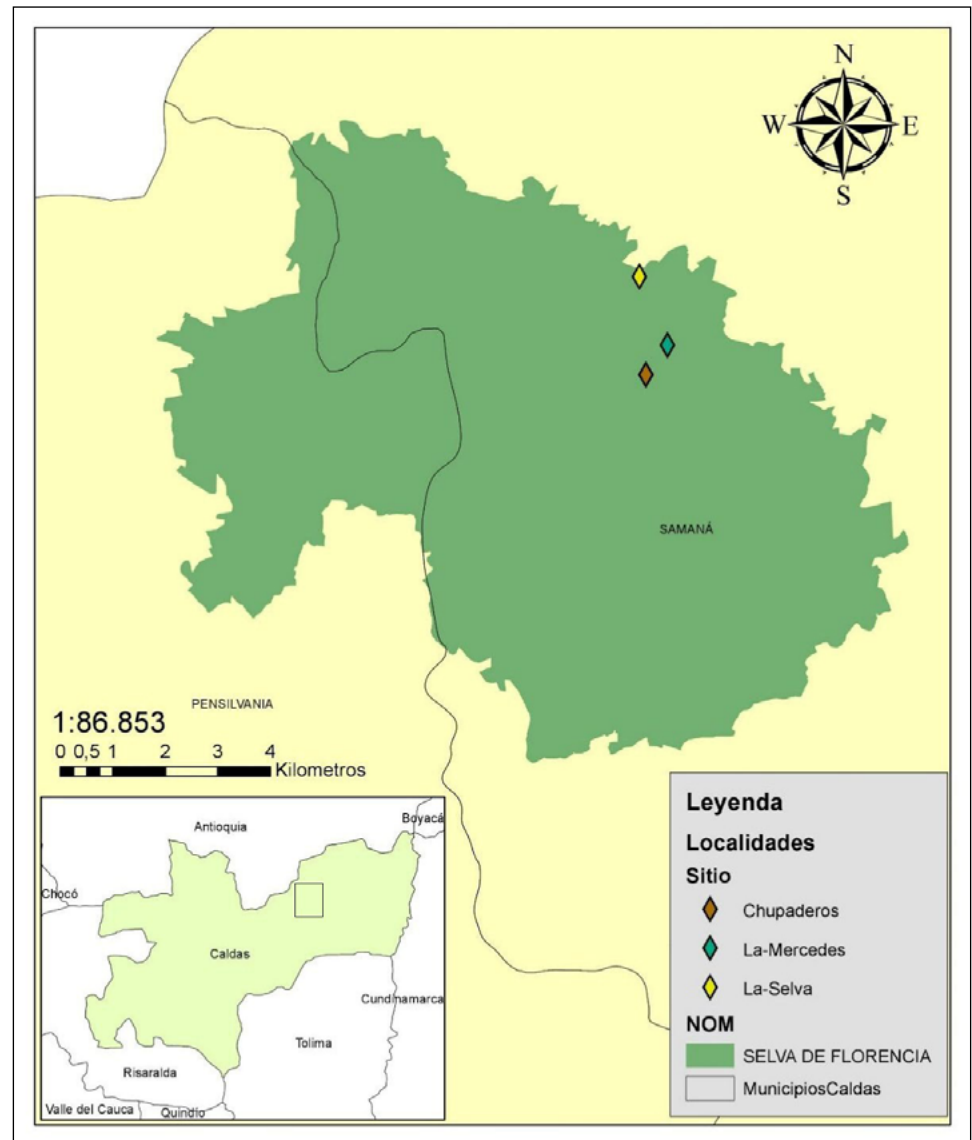 N
W E
S
SAMANÁ
PENSILVANIA
1:86.853
0 0,5 1 2 3 4
Kilometros
Antioquia
Boyacá
Chocó
Caldas
Cundinamarca
Tolima
Risaralda
Valle del Cauca
Quindío
Leyenda
Localidades
Sitio
Chupaderos
La-Mercedes
La-Selva
NOM
SELVA DE FLORENCIA
MunicipiosCaldas